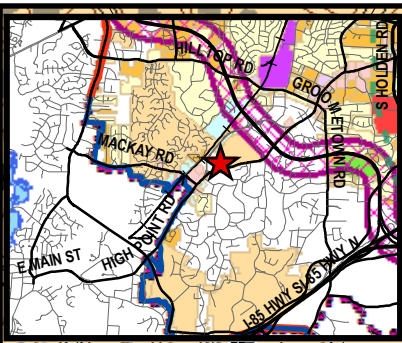 HILLTOP RD
S HOLDEN RD
GROOMETOWN RD
MACKAY RD
HIGH POINT RD
E MAIN ST
I-85 HWY S/I-85 HWY N